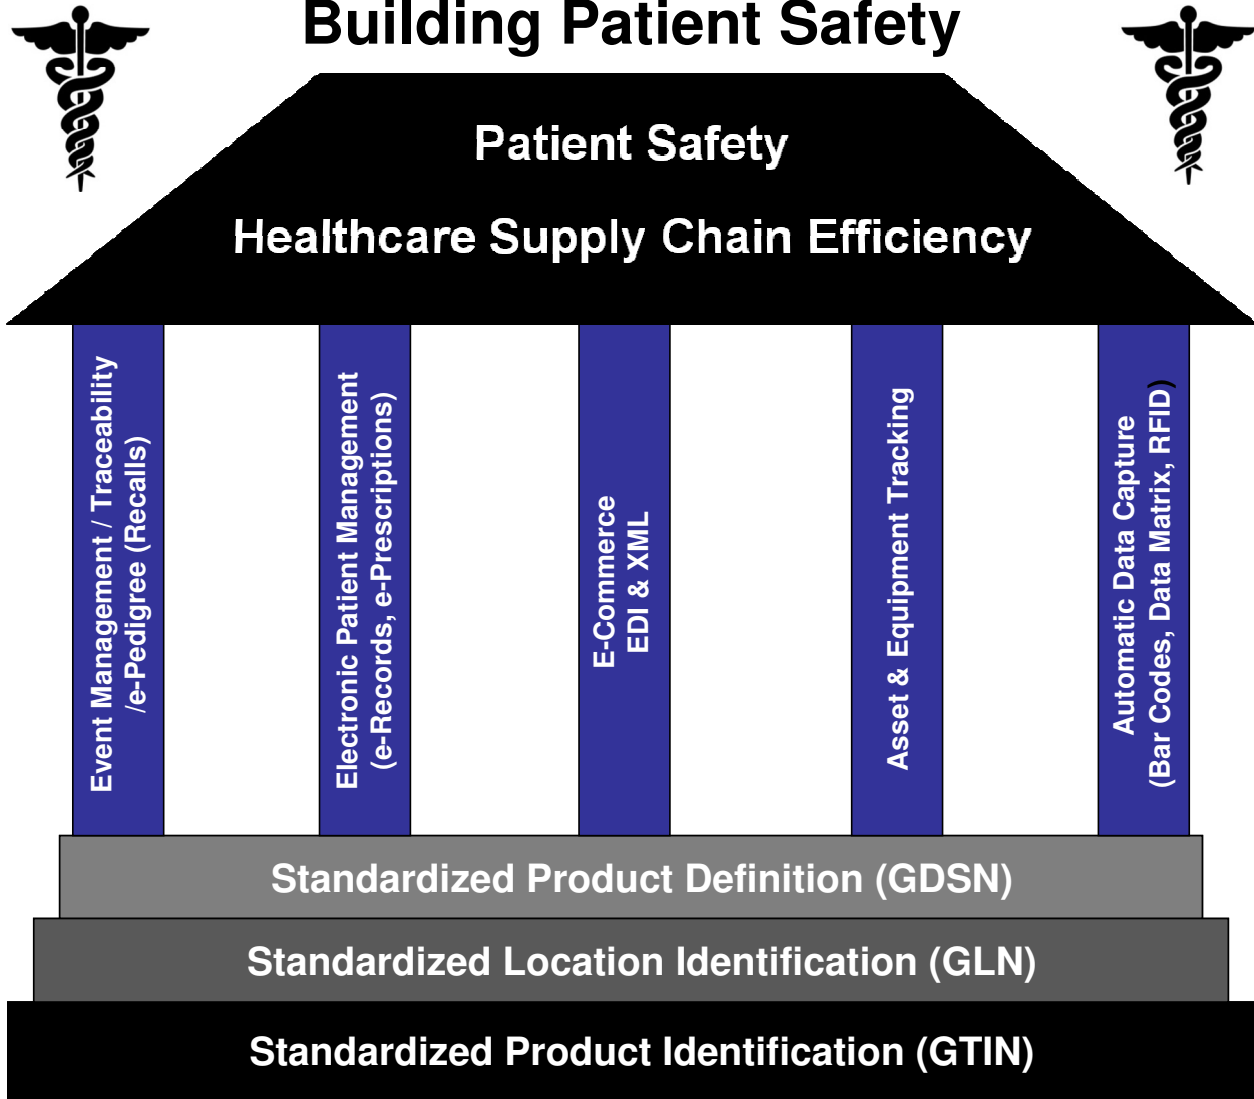 Building Patient Safety
Patient Safety
Healthcare Supply Chain Efficiency
Event Management / Traceability
/e-Pedigree (Recalls)
Electronic Patient Management
(e-Records, e-Prescriptions)
E-Commerce
EDI & XML
Asset & Equipment Tracking
Automatic Data Capture
(Bar Codes, Data Matrix, RFID)
Standardized Product Definition (GDSN)
Standardized Location Identification (GLN)
Standardized Product Identification (GTIN)